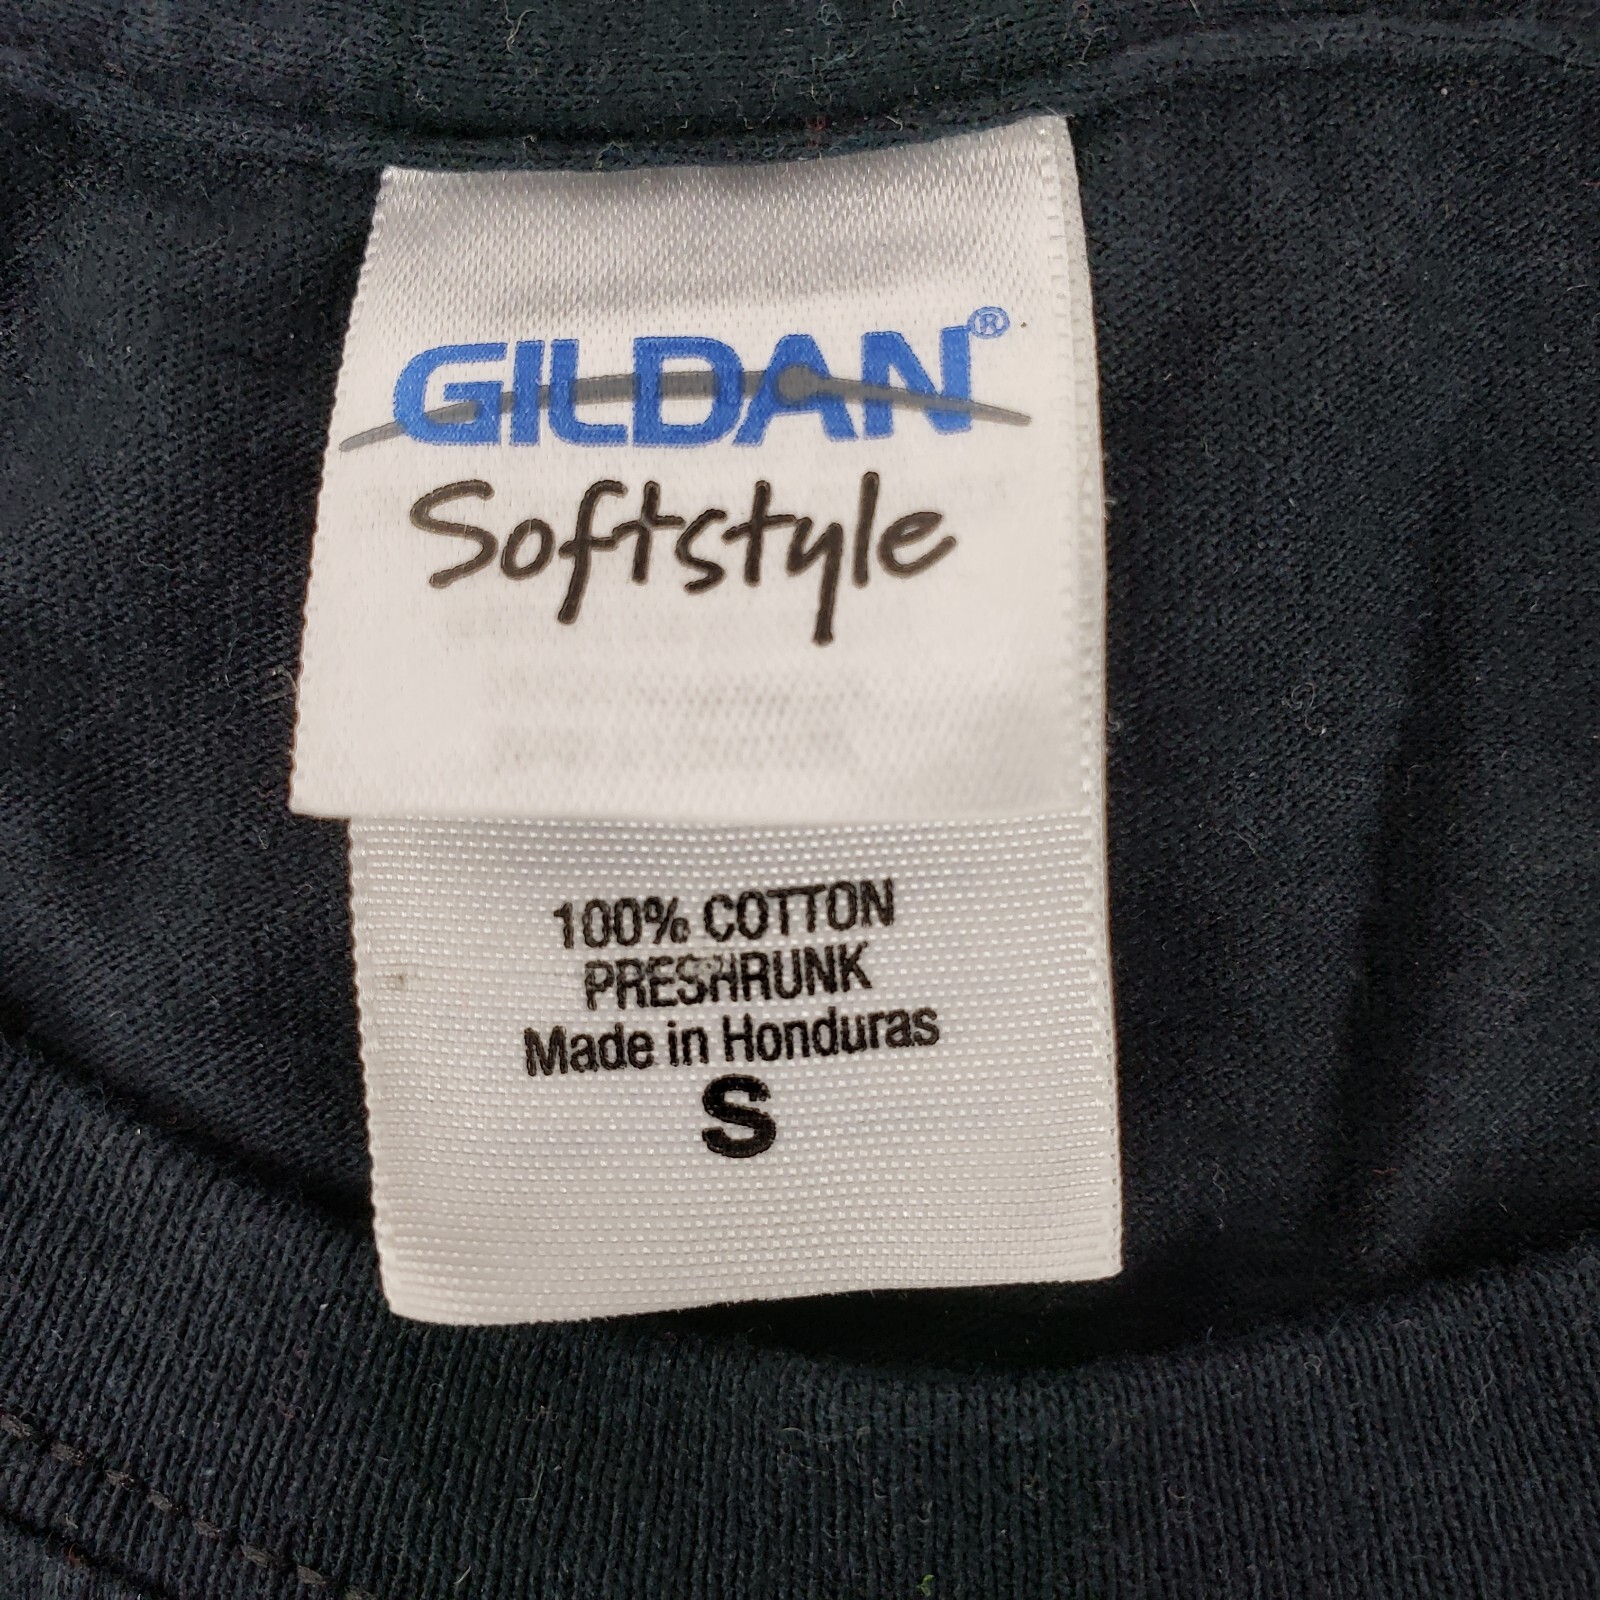 GILDAN®
Softstyle
100% COTTON
PRESHRUNK
Made in Honduras
S